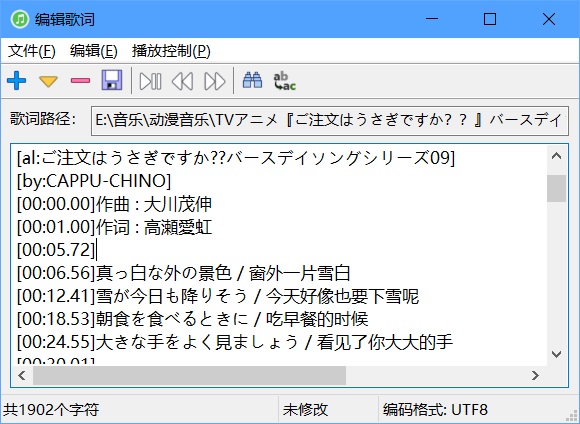 编辑歌词
文件(F) 编辑(E) 播放控制(P)
ab
ac
歌词路径: E:\音乐\动漫音乐\TVアニメ『ご注文はうさぎですか？？』バースデイ
[al:ご注文はうさぎですか??バースデイソングシリーズ09]
[by:CAPPU-CHINO]
[00:00.00]作曲 : 大川茂伸
[00:01.00]作词 : 高瀬愛虹
[00:05.72]
[00:06.56]真っ白な外の景色 / 窗外一片雪白
[00:12.41]雪が今日も降りそう / 今天好像也要下雪呢
[00:18.53]朝食を食べるときに / 吃早餐的时候
[00:24.55]大きな手をよく見ましょう / 看见了你大大的手
[00:30.01]
共1902个字符 未修改 编码格式: UTF8